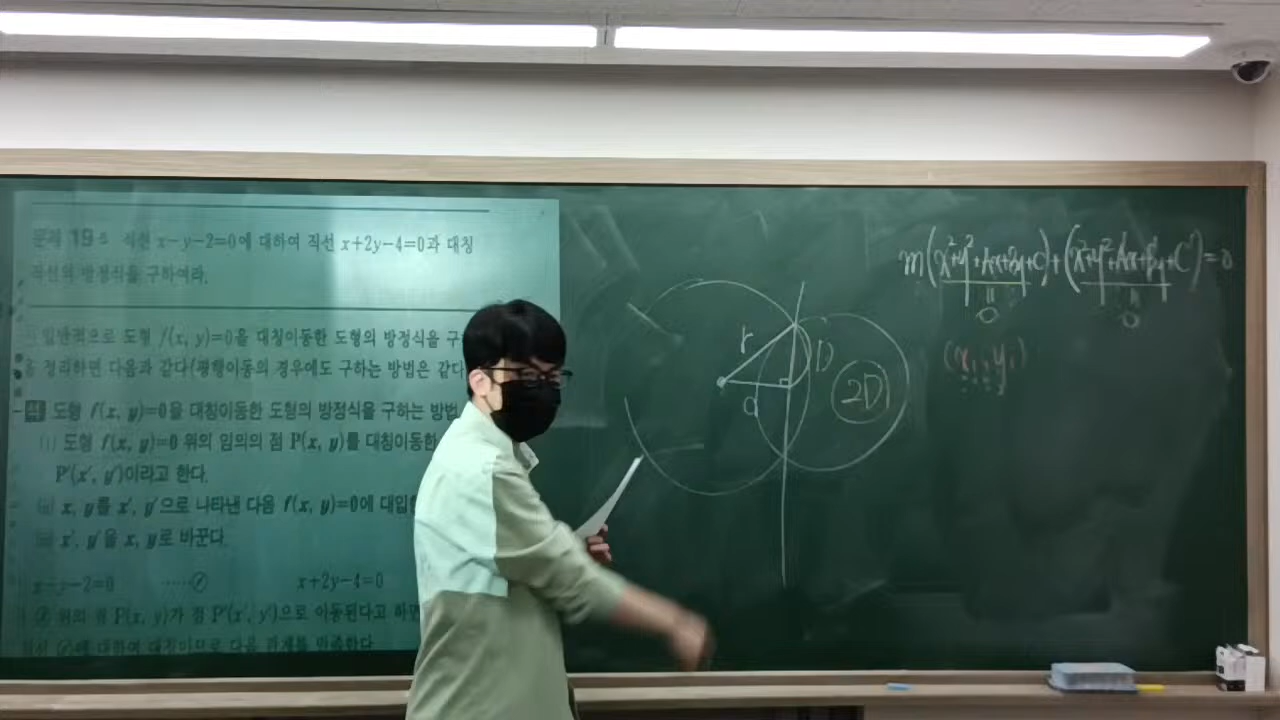 문제 19-5 직선 x-y-2=0에 대하여 직선 x+2y-4=0과 대칭
직선의 방정식을 구하여라.
일반적으로 도형 f(x, y)=0을 대칭이동한 도형의 방정식을 구
을 정리하면 다음과 같다(평행이동의 경우에도 구하는 방법은 같다
도형 f(x, y)=0을 대칭이동한 도형의 방정식을 구하는 방법
(i) 도형 f(x, y)=0 위의 임의의 점 P(x, y)를 대칭이동한
P'(x', y')이라고 한다.
(ii) x, y를 x', y'으로 나타낸 다음 f(x, y)=0에 대입
(iii) x', y'을 x, y로 바꾼다.
x-y-2=0 ······① x+2y-4=0
위의 점 P(x, y)가 점 P'(x', y')으로 이동된다고 하면
에 대하여 대칭이므로 다음 관계를 만족한다
r
D
d
2D
m(x²+y²+Ax+By+C)+(x²+y²+A'x+B'y+C')=0
0 0
(x₁, y₁)